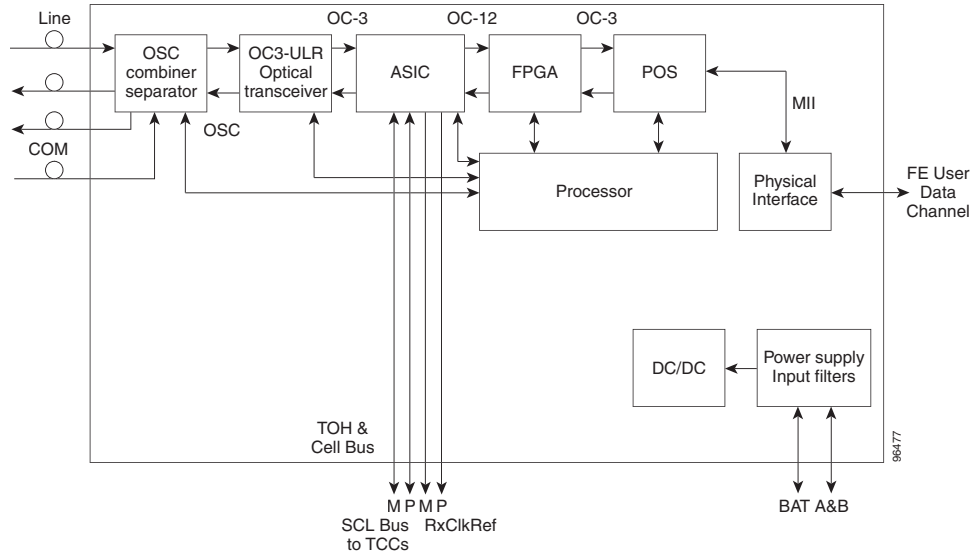 Line
OC-3
OC-12
OC-3
OSC
combiner
separator
OC3-ULR
Optical
transceiver
ASIC
FPGA
POS
MII
OSC
COM
Processor
Physical
Interface
FE User
Data
Channel
DC/DC
Power supply
Input filters
TOH &
Cell Bus
96477
M P M P
SCL Bus
to TCCs
RxClkRef
BAT A&B